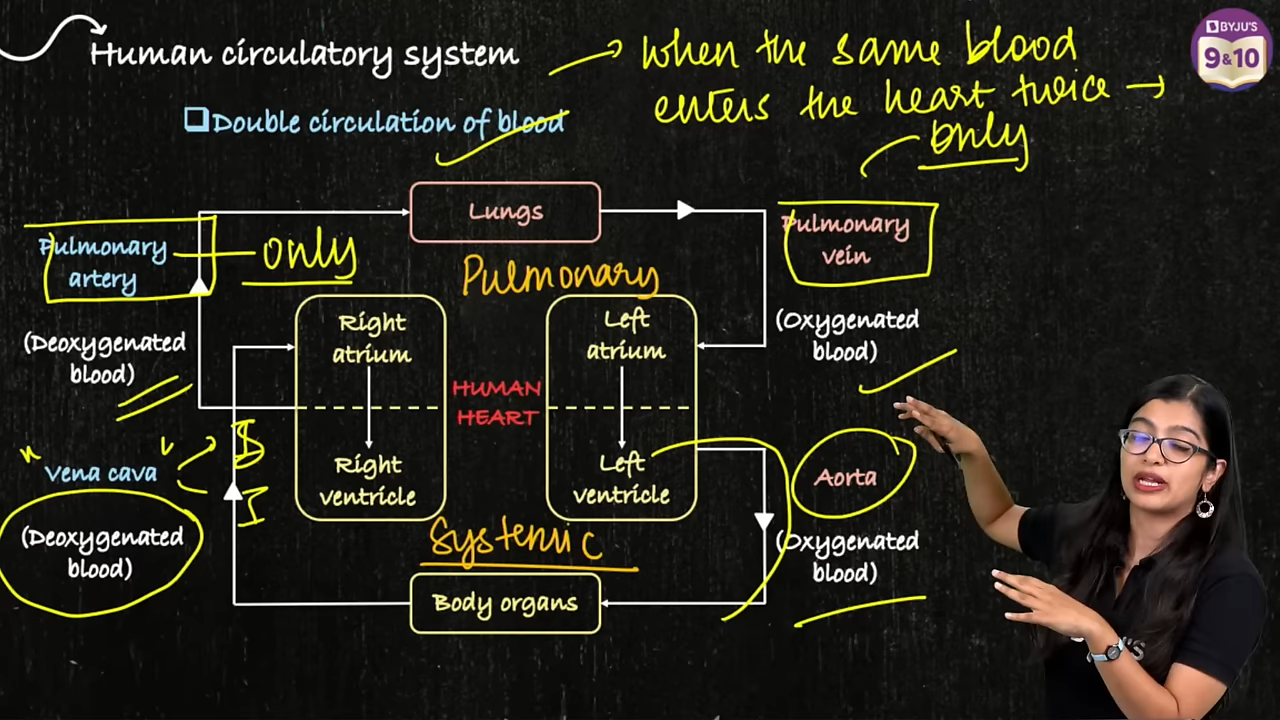 Human circulatory system
when the same blood
enters the heart twice
only
BYJU'S
9 & 10
Double circulation of blood
Lungs
Pulmonary
artery
only
Pulmonary
vein
Pulmonary
(Deoxygenated
blood)
Right
atrium
Left
atrium
(Oxygenated
blood)
HUMAN
HEART
Vena cava
S
I
Right
ventricle
Left
ventricle
Aorta
(Deoxygenated
blood)
Systemic
(Oxygenated
blood)
Body organs